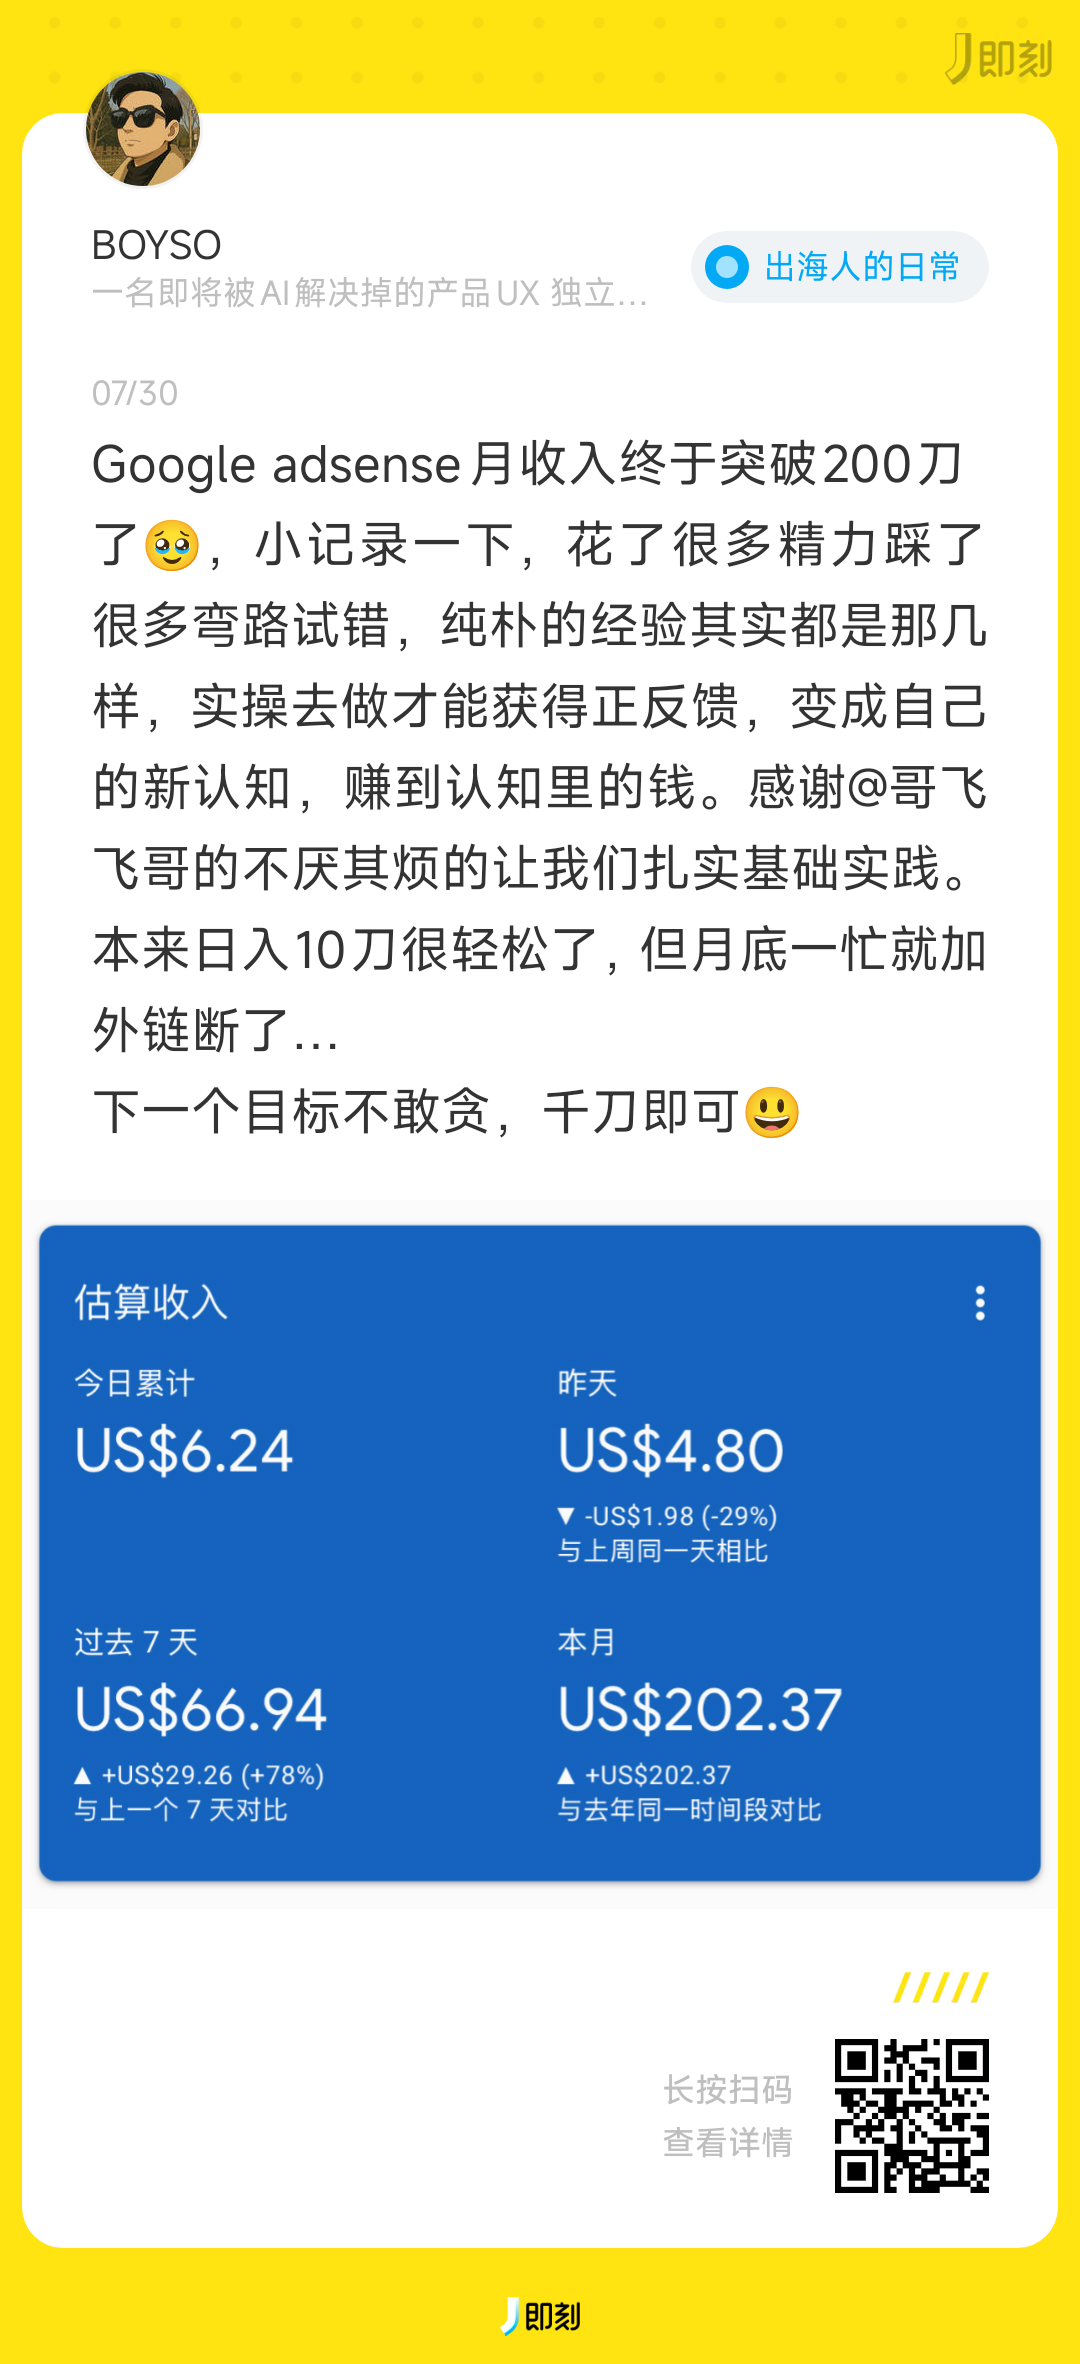 即刻
BOYSO
一名即将被AI解决掉的产品UX 独立...
出海人的日常
07/30
Google adsense月收入终于突破200刀
了🥹，小记录一下，花了很多精力踩了
很多弯路试错，纯朴的经验其实都是那几
样，实操去做才能获得正反馈，变成自己
的新认知，赚到认知里的钱。感谢@哥飞
飞哥的不厌其烦的让我们扎实基础实践。
本来日入10刀很轻松了，但月底一忙就加
外链断了...
下一个目标不敢贪，千刀即可😃
估算收入
今日累计
US$6.24
昨天
US$4.80
▼ -US$1.98 (-29%)
与上周同一天相比
过去 7 天
US$66.94
▲ +US$29.26 (+78%)
与上一个 7 天对比
本月
US$202.37
▲ +US$202.37
与去年同一时间段对比
长按扫码
查看详情
即刻